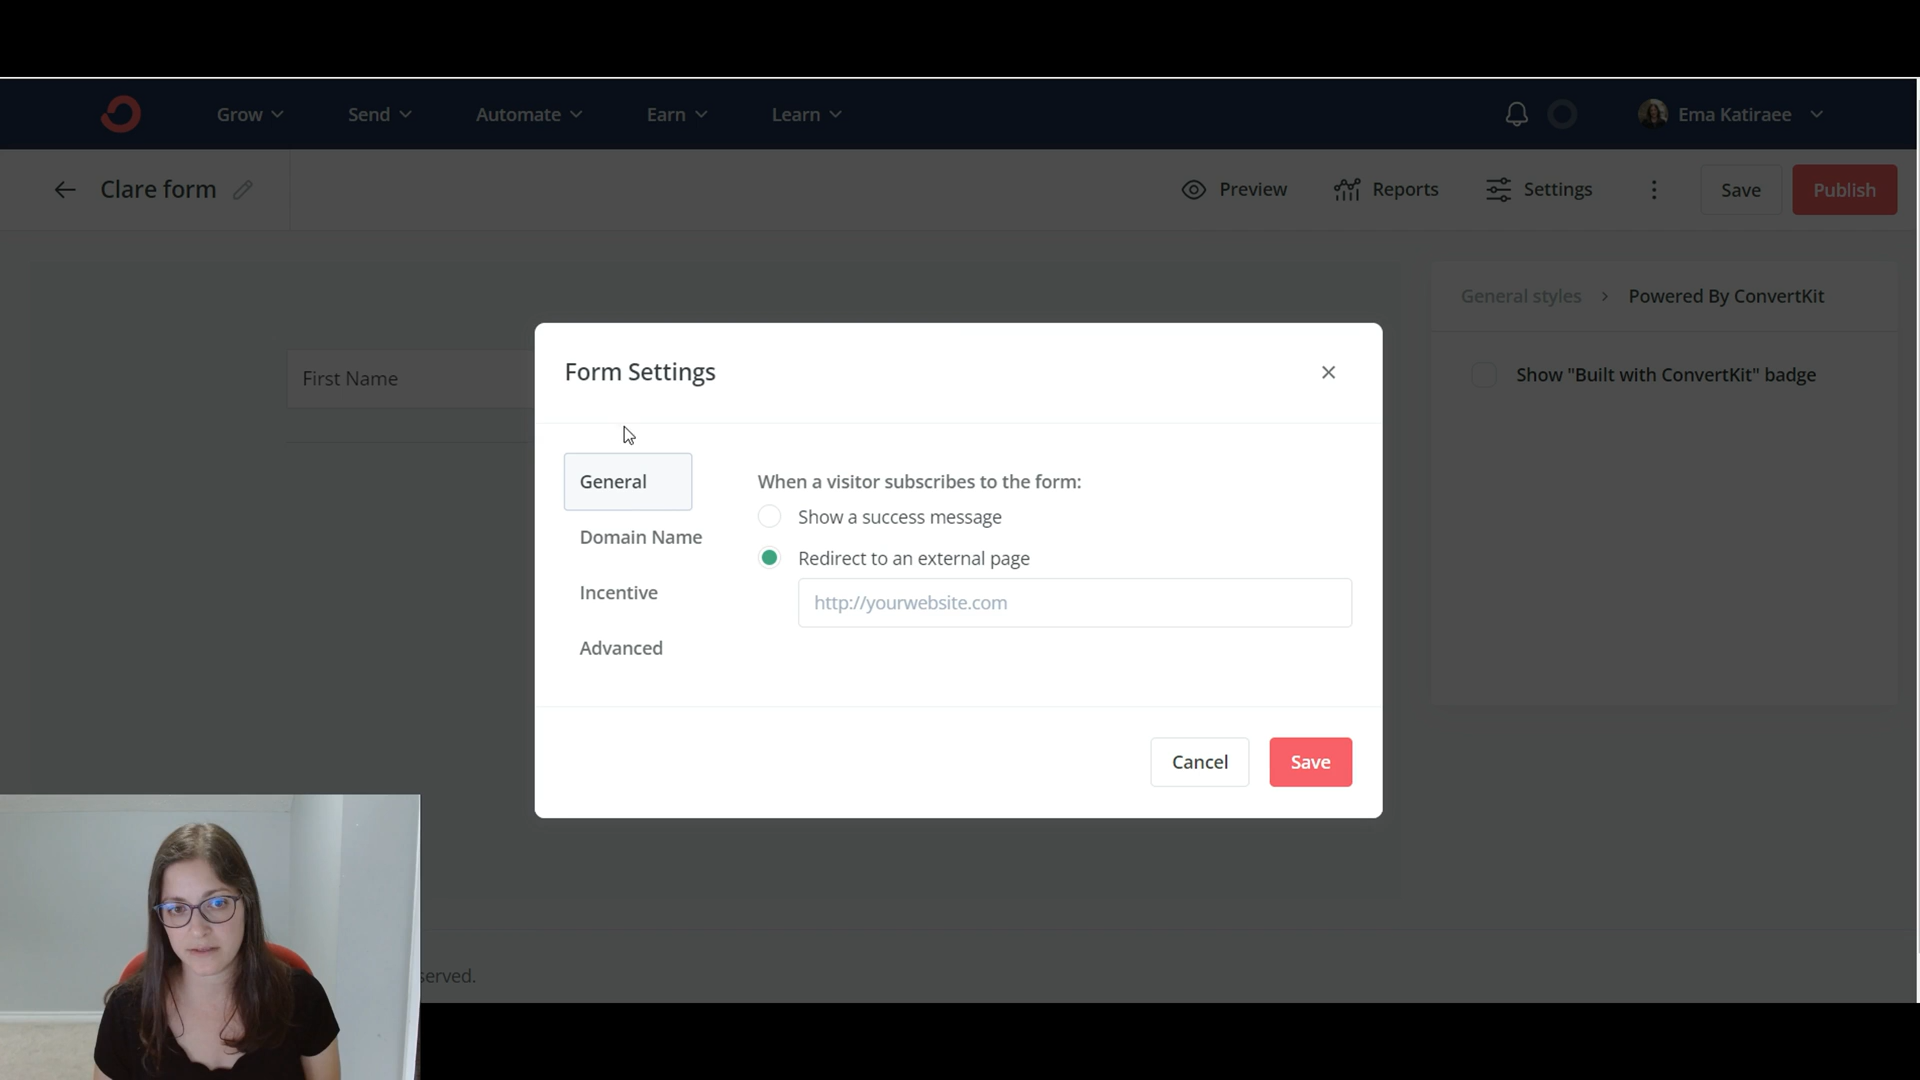 Grow Send Automate Earn Learn Ema Katiraee
Clare form Preview Reports Settings Save Publish
General styles > Powered By ConvertKit
Show "Built with ConvertKit" badge
First Name
Form Settings
General
Domain Name
Incentive
Advanced
When a visitor subscribes to the form:
Show a success message
Redirect to an external page
http://yourwebsite.com
Cancel Save
served.